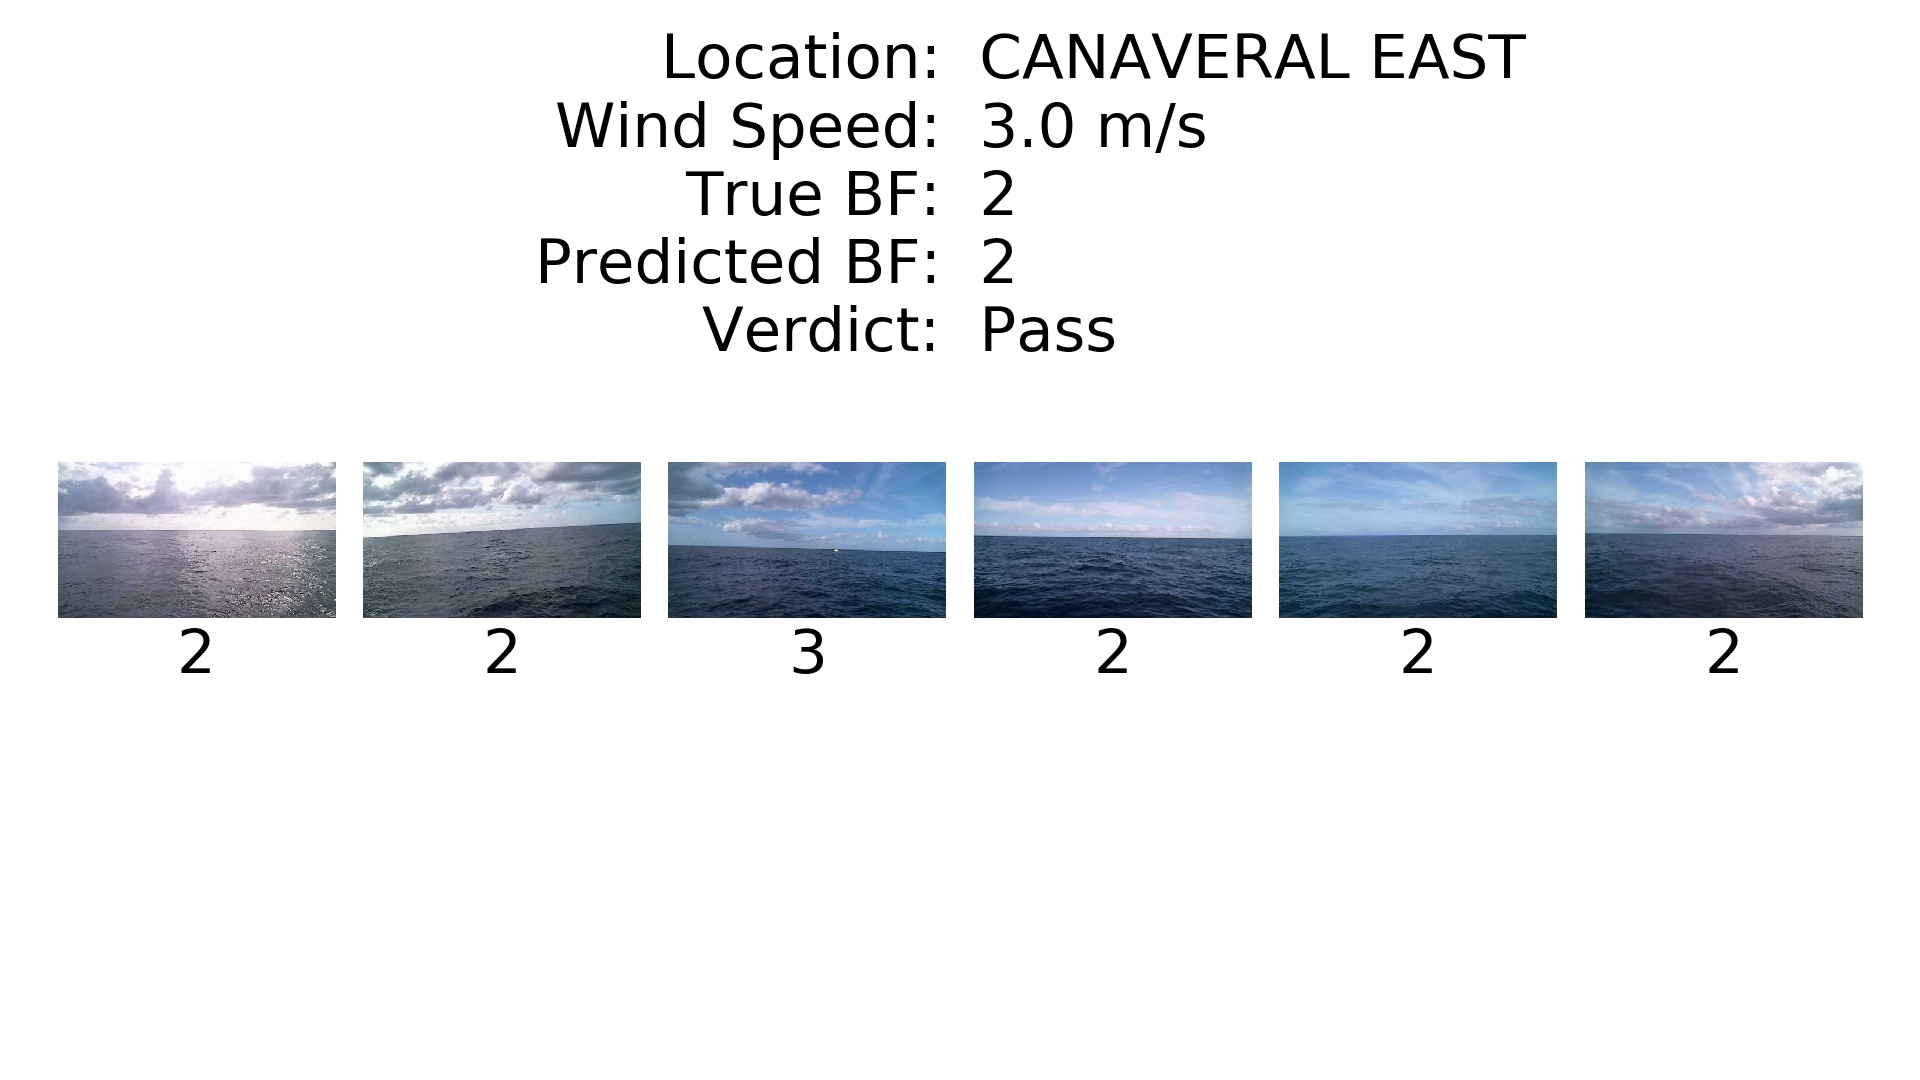 Location: CANAVERAL EAST
Wind Speed: 3.0 m/s
True BF: 2
Predicted BF: 2
Verdict: Pass
2 2 3 2 2 2